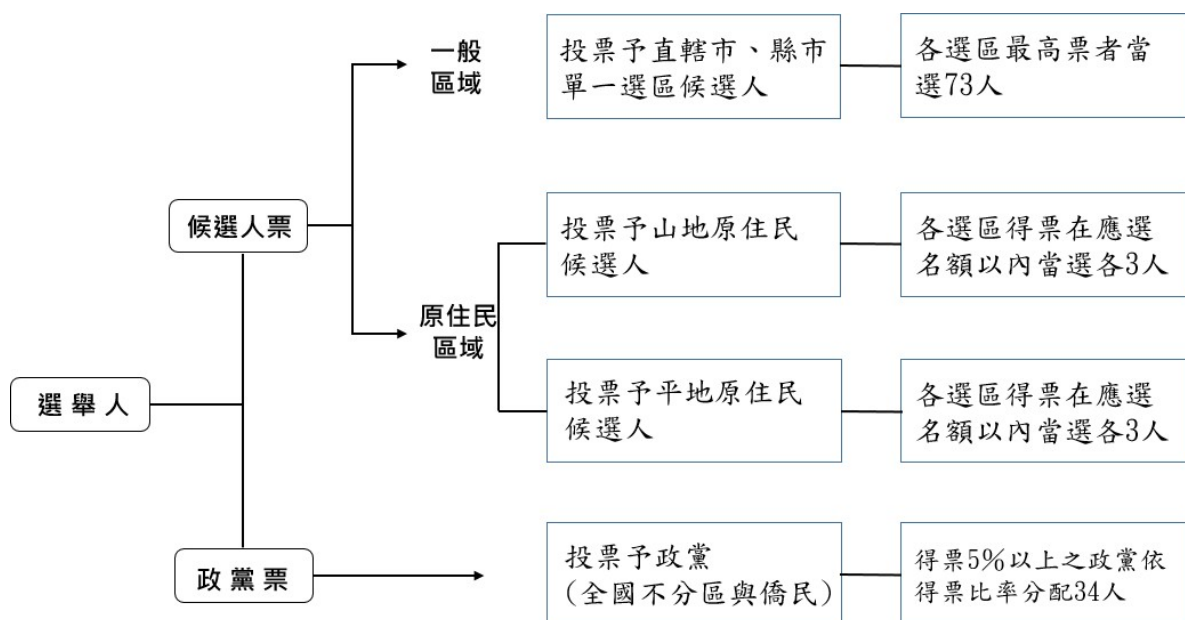 選舉人
候選人票
一般
區域
投票予直轄市、縣市
單一選區候選人
各選區最高票者當
選73人
原住民
區域
投票予山地原住民
候選人
各選區得票在應選
名額以內當選各3人
投票予平地原住民
候選人
各選區得票在應選
名額以內當選各3人
政黨票
投票予政黨
(全國不分區與僑民)
得票5%以上之政黨依
得票比率分配34人